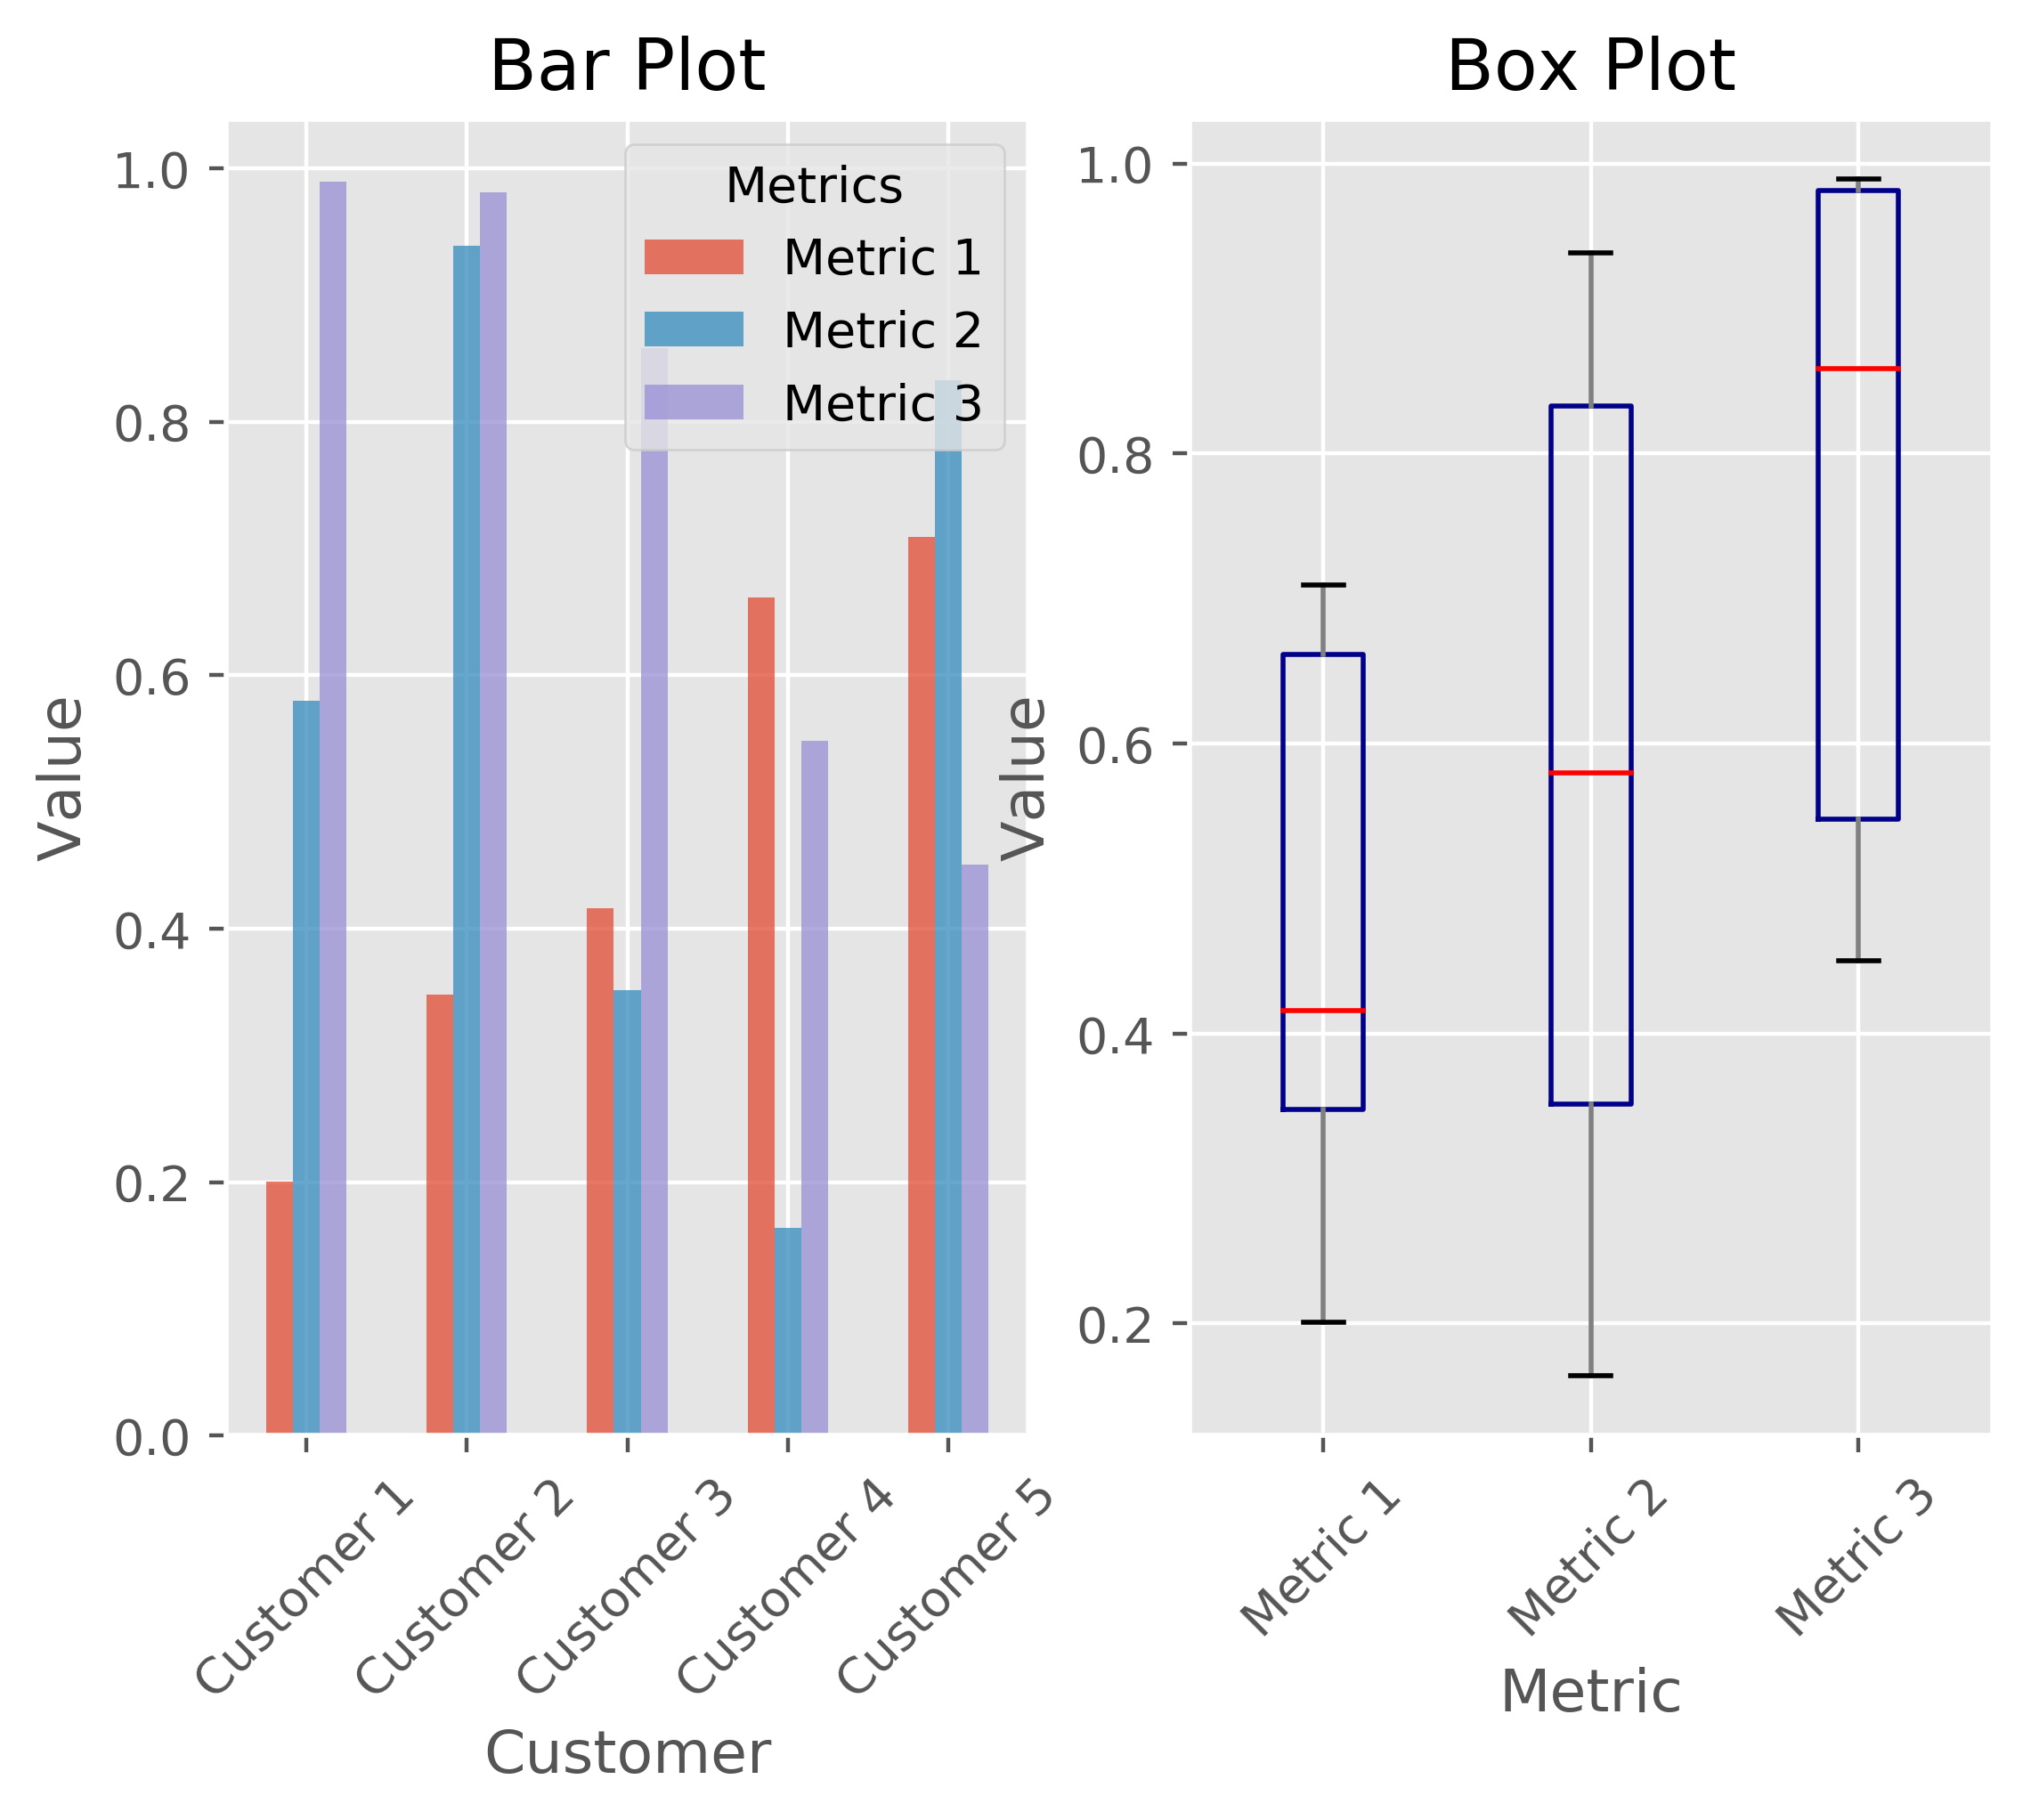 Bar Plot
1.0
0.8
0.6
0.4
0.2
0.0
Value
Metrics
Metric 1
Metric 2
Metric 3
Customer 1
Customer 2
Customer 3
Customer 4
Customer 5
Customer
Box Plot
1.0
0.8
0.6
0.4
0.2
Value
Metric 1
Metric 2
Metric 3
Metric